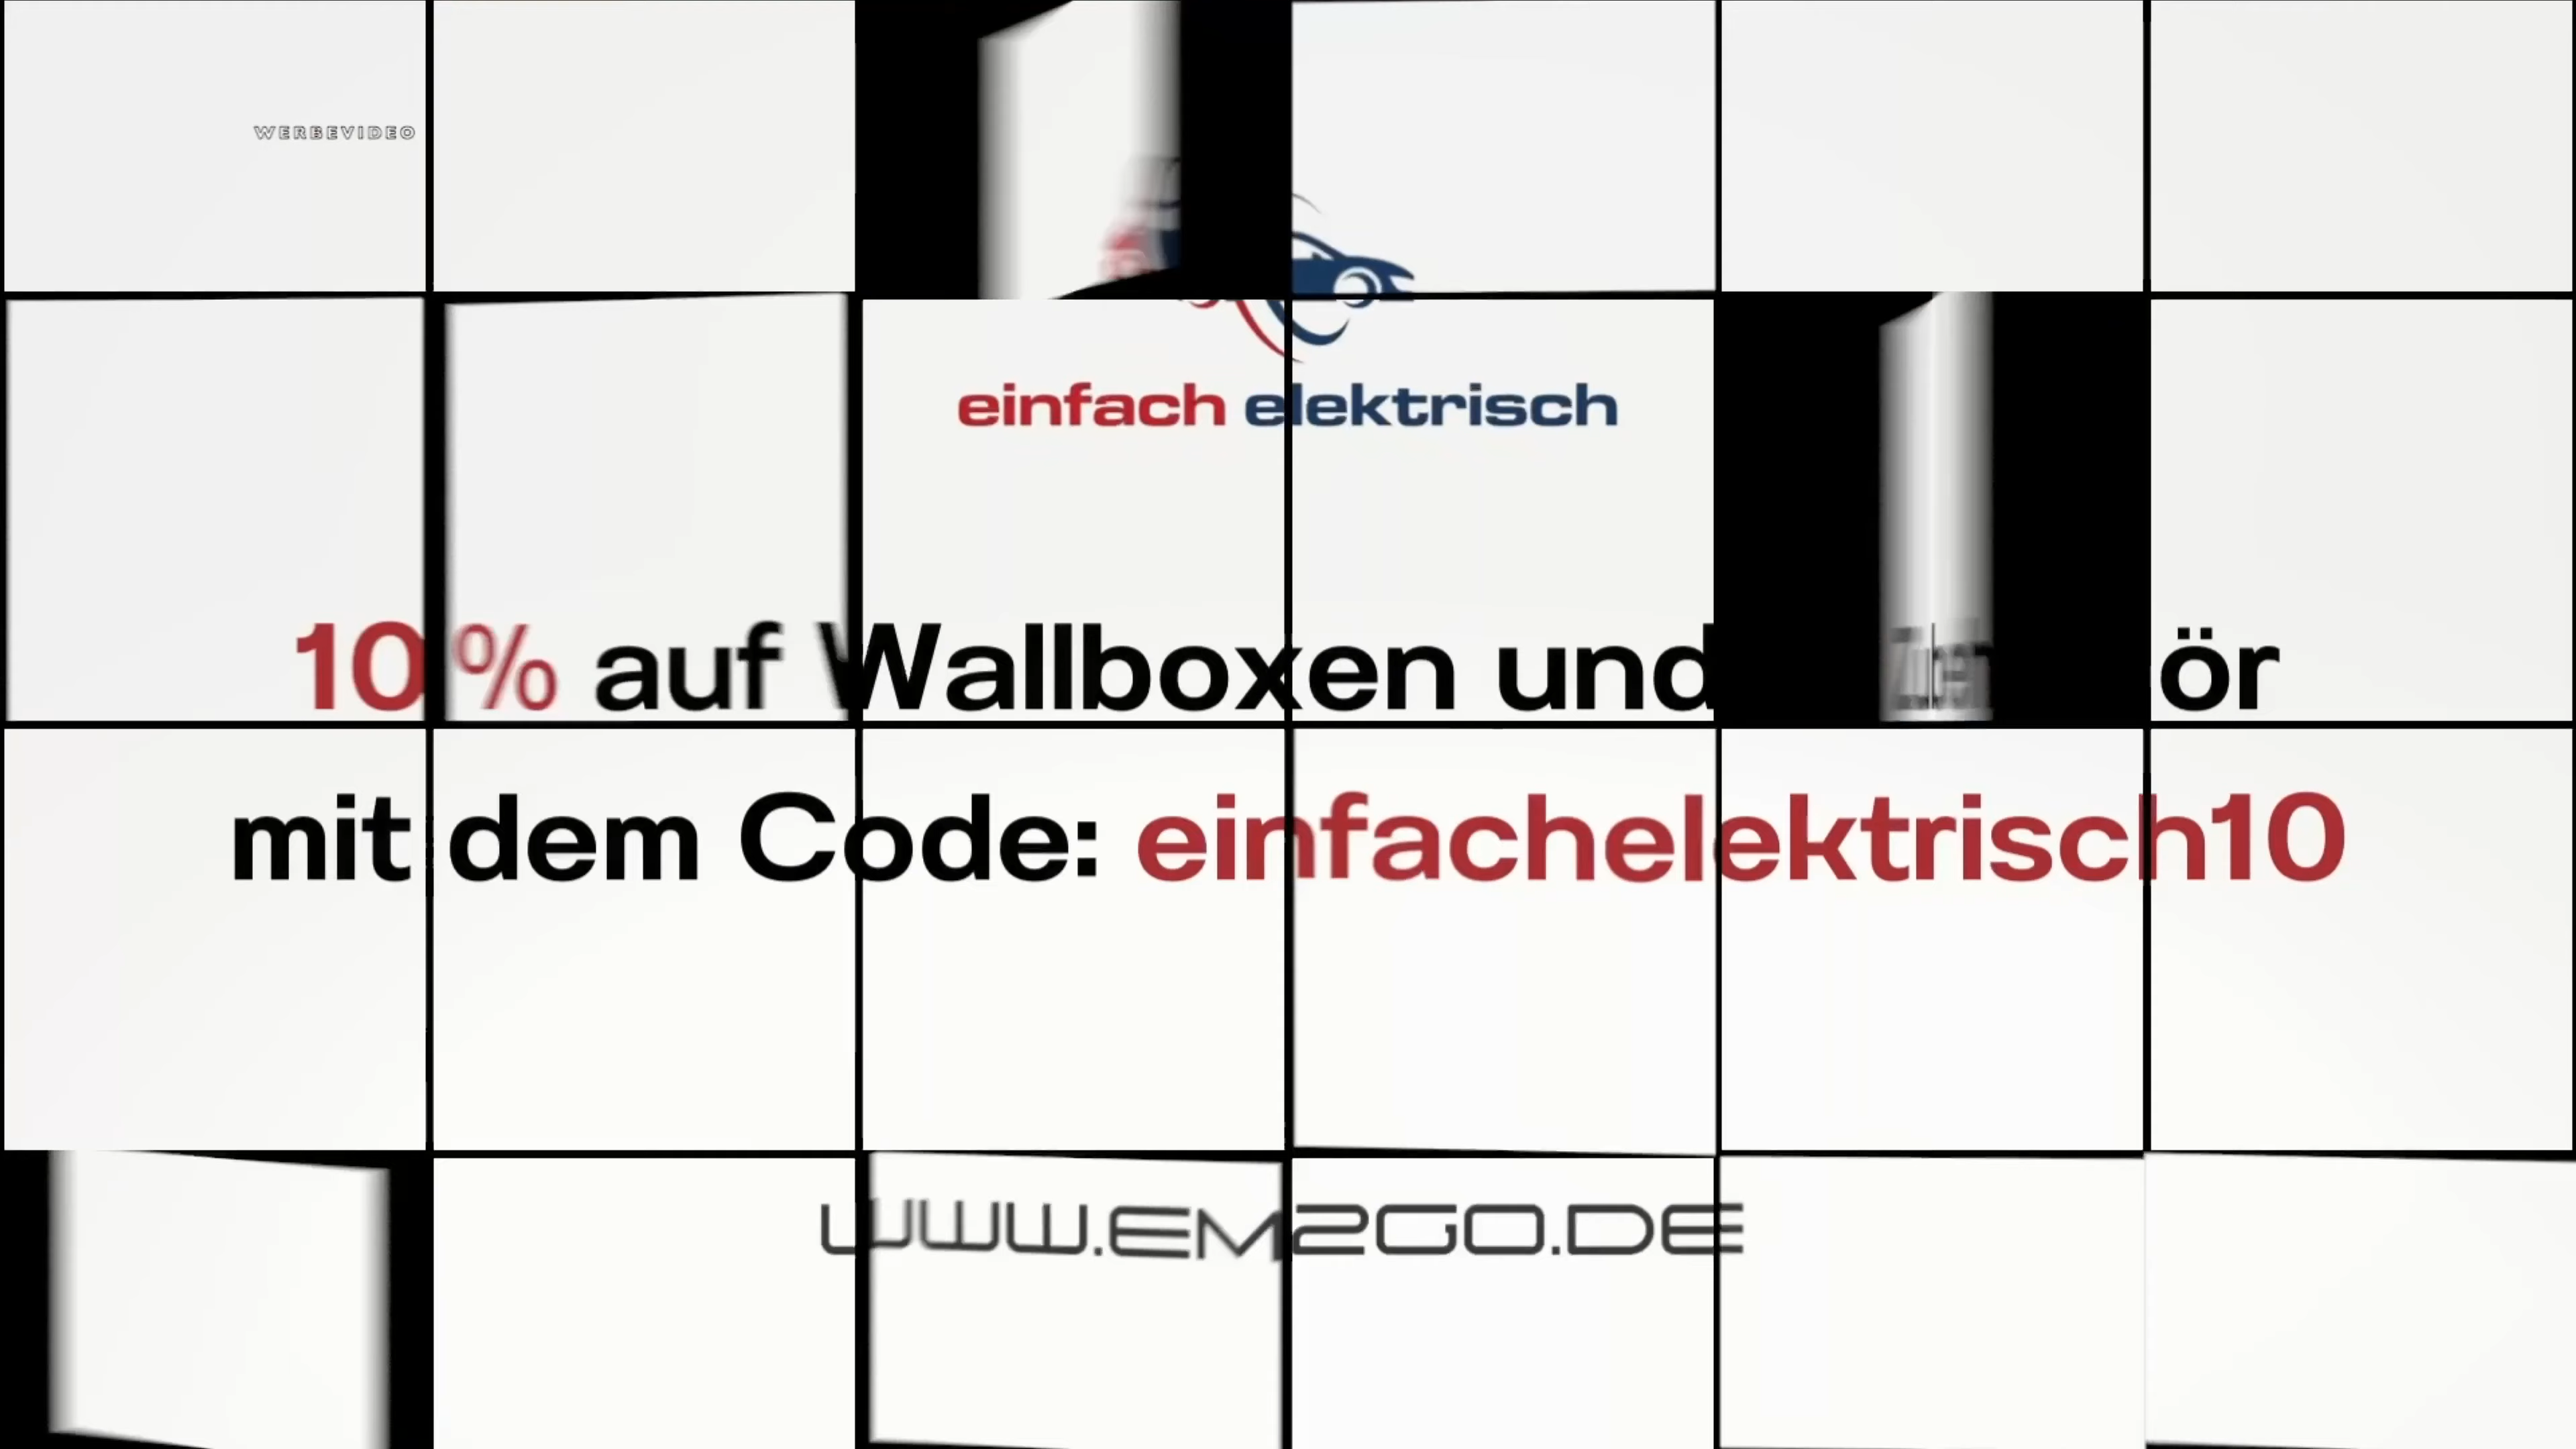 WERBEVIDEO
einfach elektrisch
10% auf Wallboxen und
mit dem Code: einfachelektrisch10
WWW.EM2GO.DE